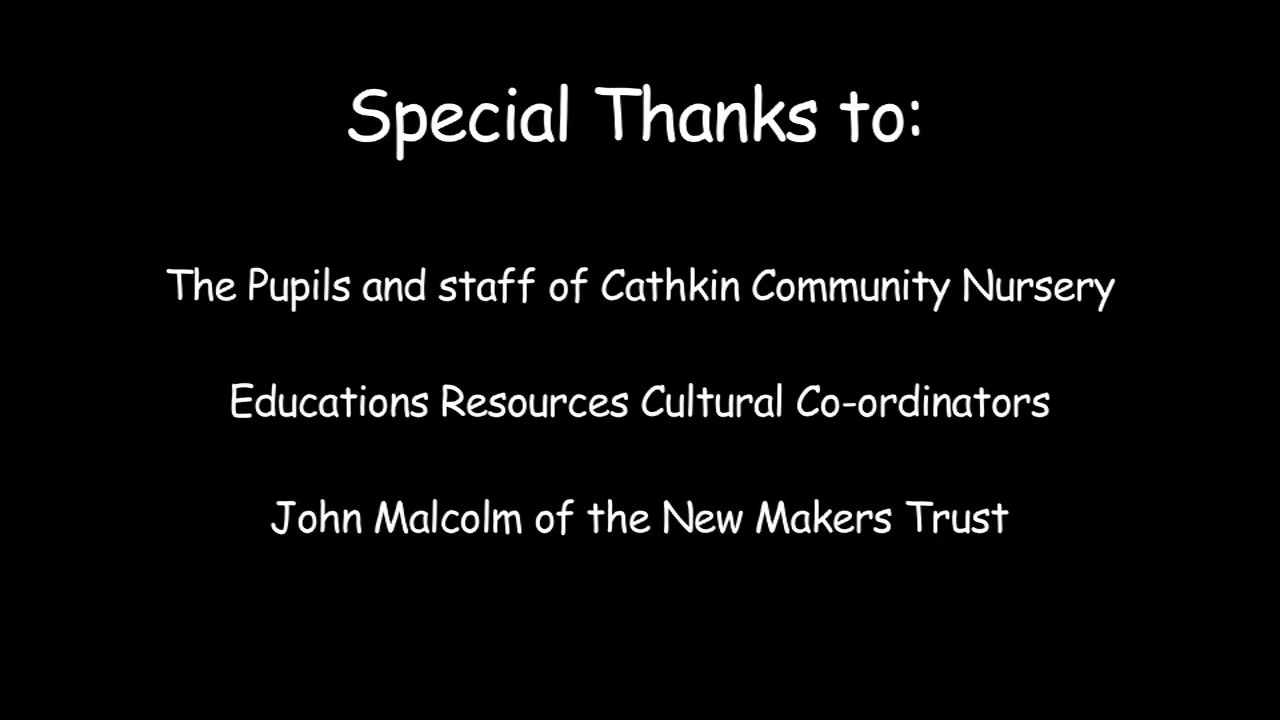 Special Thanks to:
The Pupils and staff of Cathkin Community Nursery
Educations Resources Cultural Co-ordinators
John Malcolm of the New Makers Trust